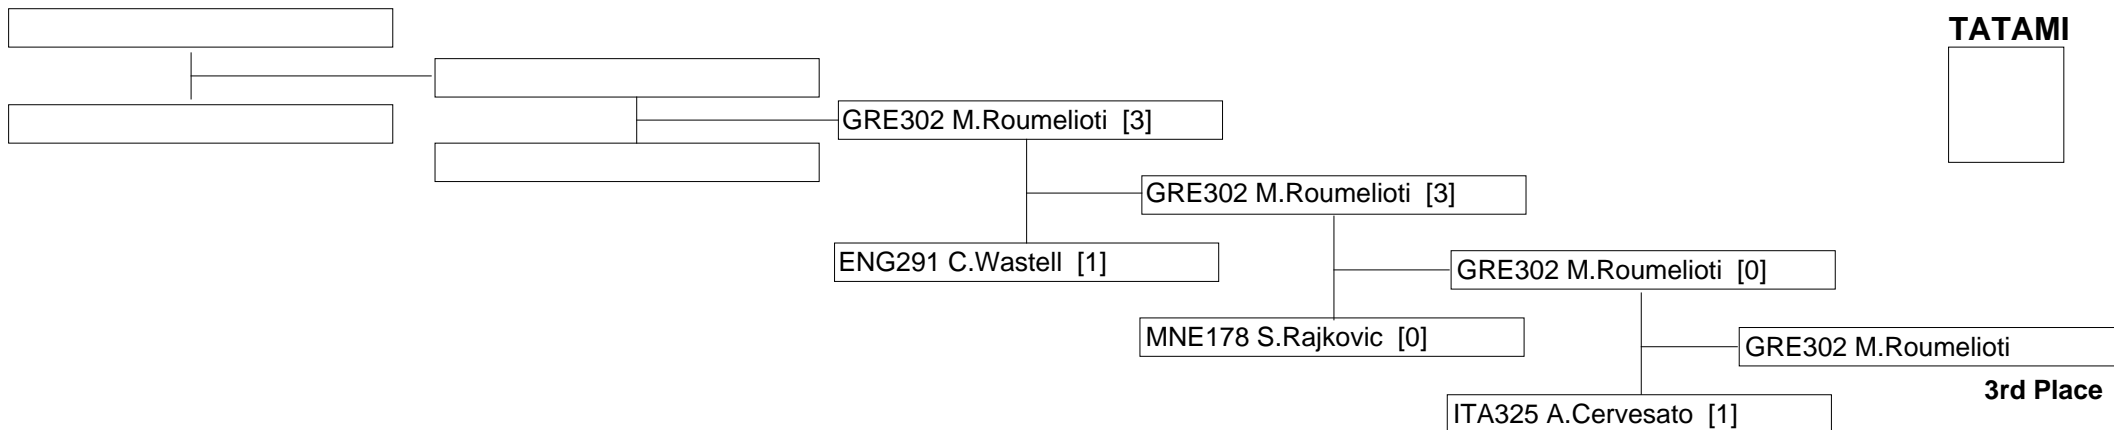 TATAMI
GRE302 M.Roumelioti [3]
GRE302 M.Roumelioti [3]
ENG291 C.Wastell [1]
GRE302 M.Roumelioti [0]
MNE178 S.Rajkovic [0]
GRE302 M.Roumelioti
3rd Place
ITA325 A.Cervesato [1]